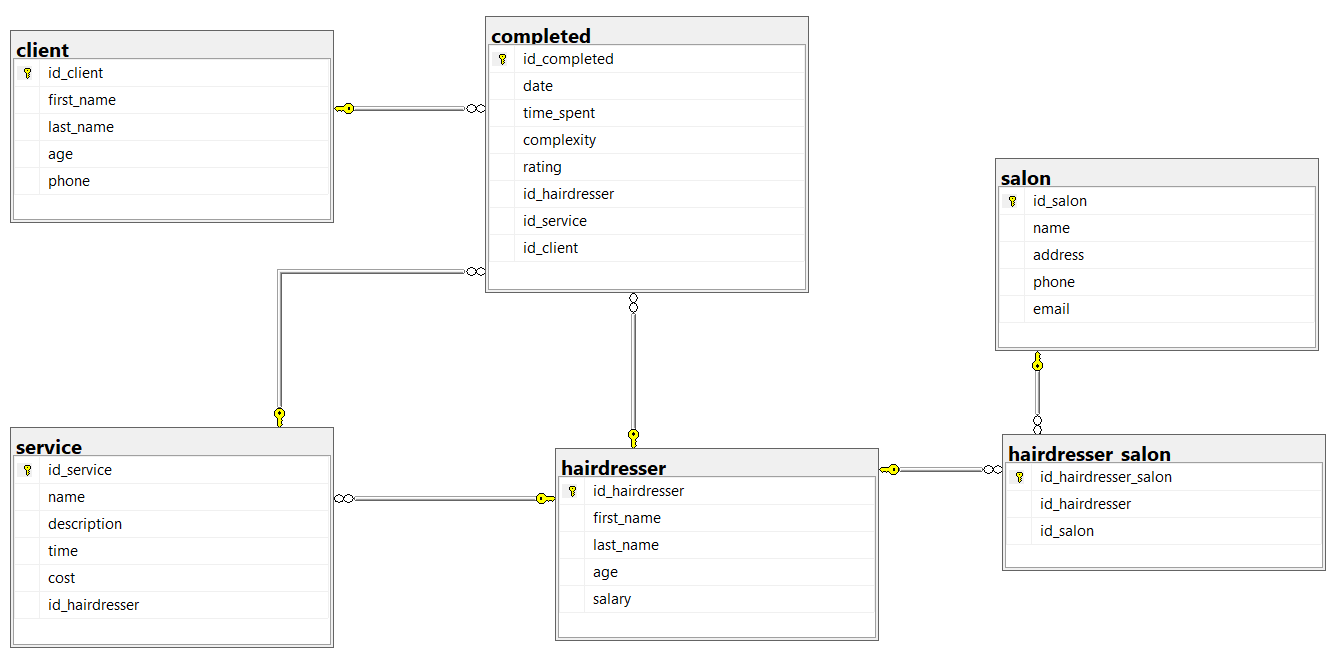 client
id_client
first_name
last_name
age
phone
completed
id_completed
date
time_spent
complexity
rating
id_hairdresser
id_service
id_client
salon
id_salon
name
address
phone
email
service
id_service
name
description
time
cost
id_hairdresser
hairdresser
id_hairdresser
first_name
last_name
age
salary
hairdresser_salon
id_hairdresser_salon
id_hairdresser
id_salon